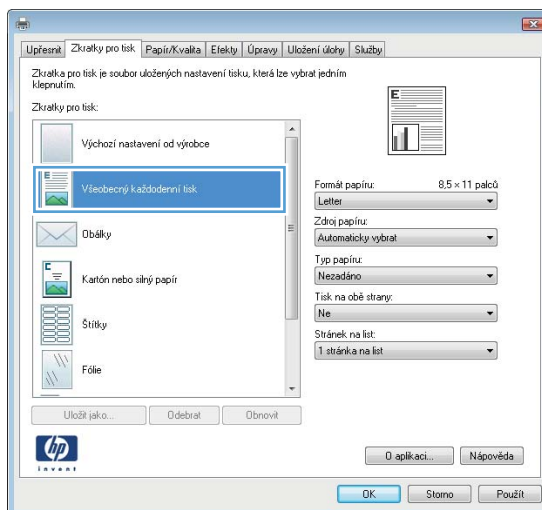 Upřesnit Zkratky pro tisk Papír/Kvalita Efekty Úpravy Uložení úlohy Služby
Zkratka pro tisk je soubor uložených nastavení tisku, která lze vybrat jedním
klepnutím.
Zkratky pro tisk:
Výchozí nastavení od výrobce
Všeobecný každodenní tisk
Obálky
Kartón nebo silný papír
Štítky
Fólie
Uložit jako... Odebrat Obnovit
E
Formát papíru: 8,5 × 11 palců
Letter
Zdroj papíru:
Automaticky vybrat
Typ papíru:
Nezadáno
Tisk na obě strany:
Ne
Stránek na list:
1 stránka na list
hp
invent
O aplikaci... Nápověda
OK Storno Použít